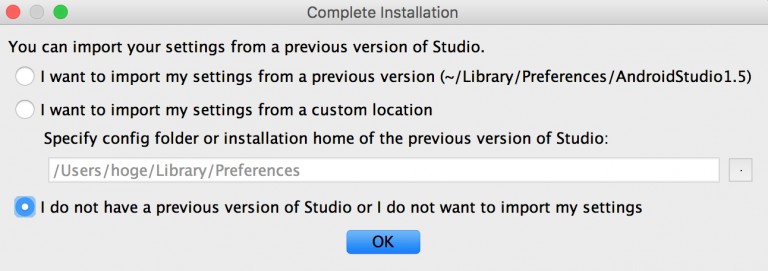 Complete Installation
You can import your settings from a previous version of Studio.
I want to import my settings from a previous version (~/Library/Preferences/AndroidStudio1.5)
I want to import my settings from a custom location
Specify config folder or installation home of the previous version of Studio:
/Users/hoge/Library/Preferences
.
I do not have a previous version of Studio or I do not want to import my settings
OK